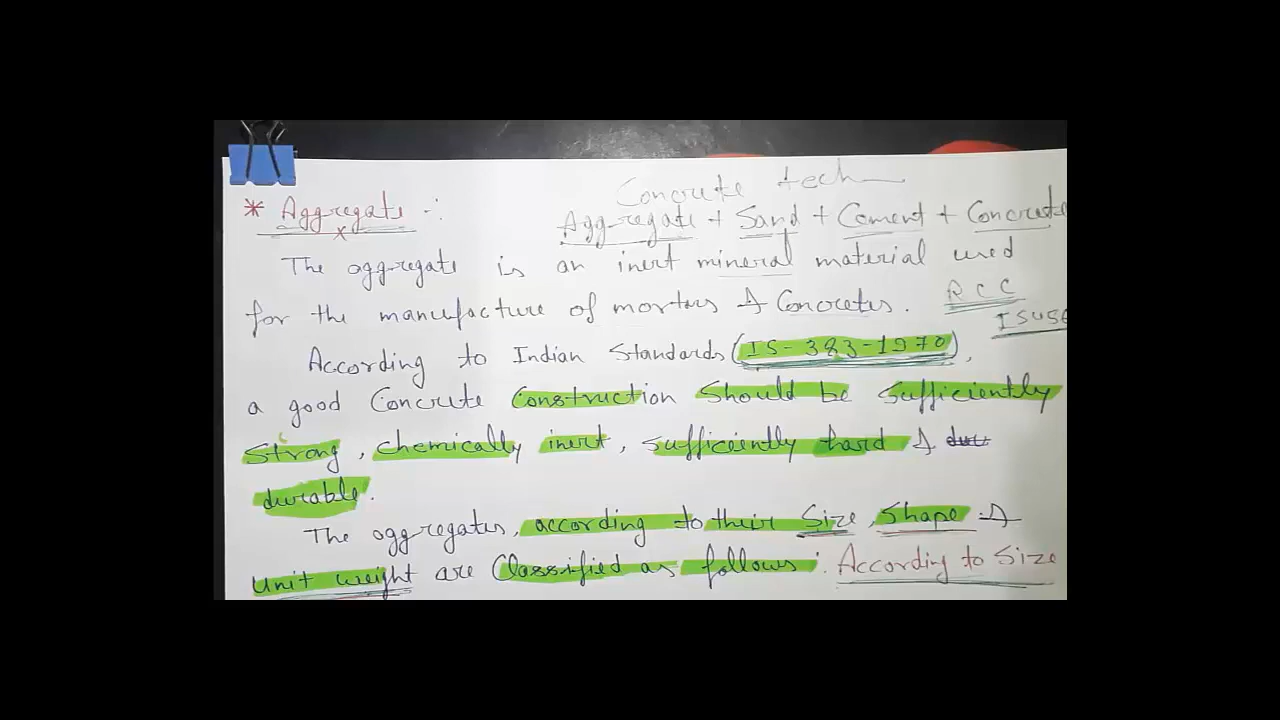 Concrete tech
* Aggregate :-
Aggregate + Sand + Cement + Concrete
The aggregate is an inert mineral material used
for the manufacture of mortars & Concretes. RCC
IS456
According to Indian Standards (IS-383-1970),
a good Concrete Construction Should be Sufficiently
Strong, chemically inert, Sufficiently hard &
durable.
The aggregates, according to their Size, Shape &
Unit weight are Classified as follows :. According to Size